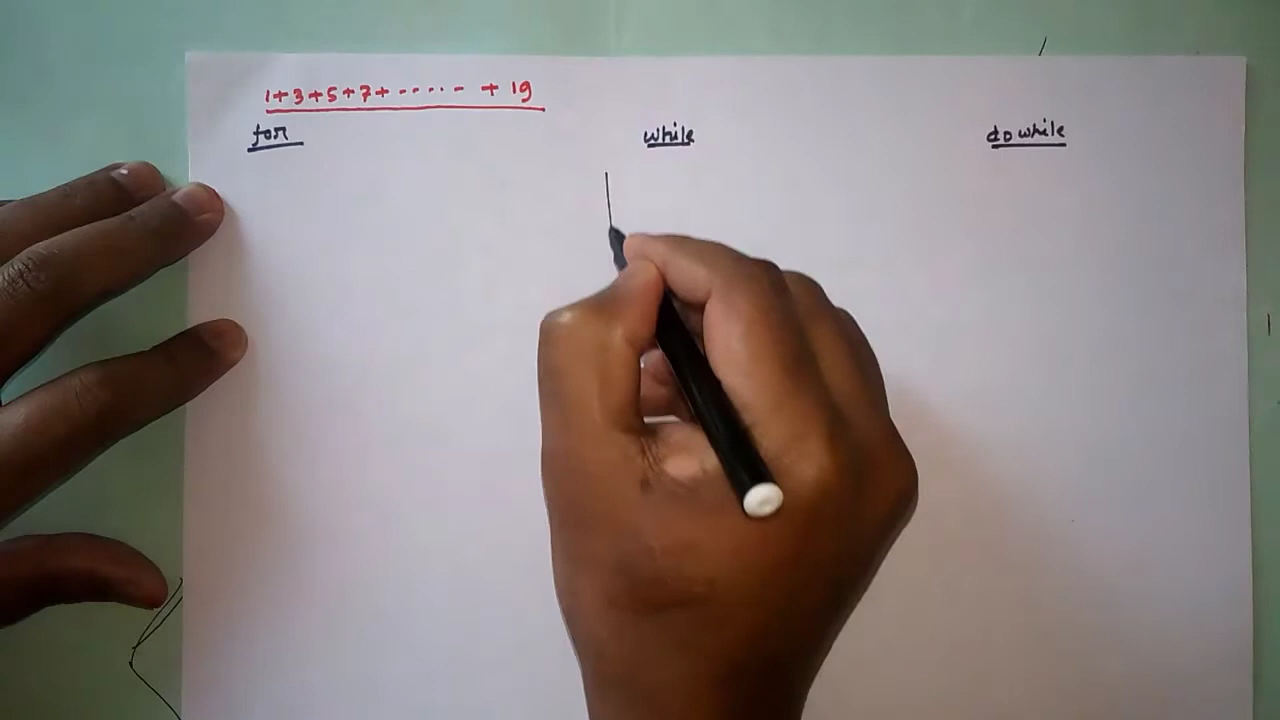 1+3+5+7+ ...... + 19
for while do while